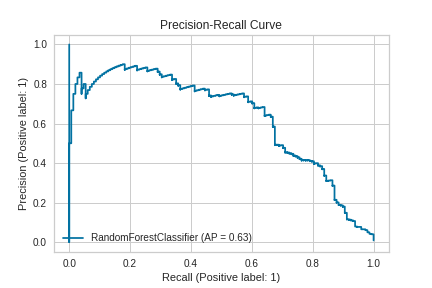 Precision-Recall Curve
1.0
0.8
0.6
0.4
0.2
0.0
Precision (Positive label: 1)
RandomForestClassifier (AP = 0.63)
0.0 0.2 0.4 0.6 0.8 1.0
Recall (Positive label: 1)